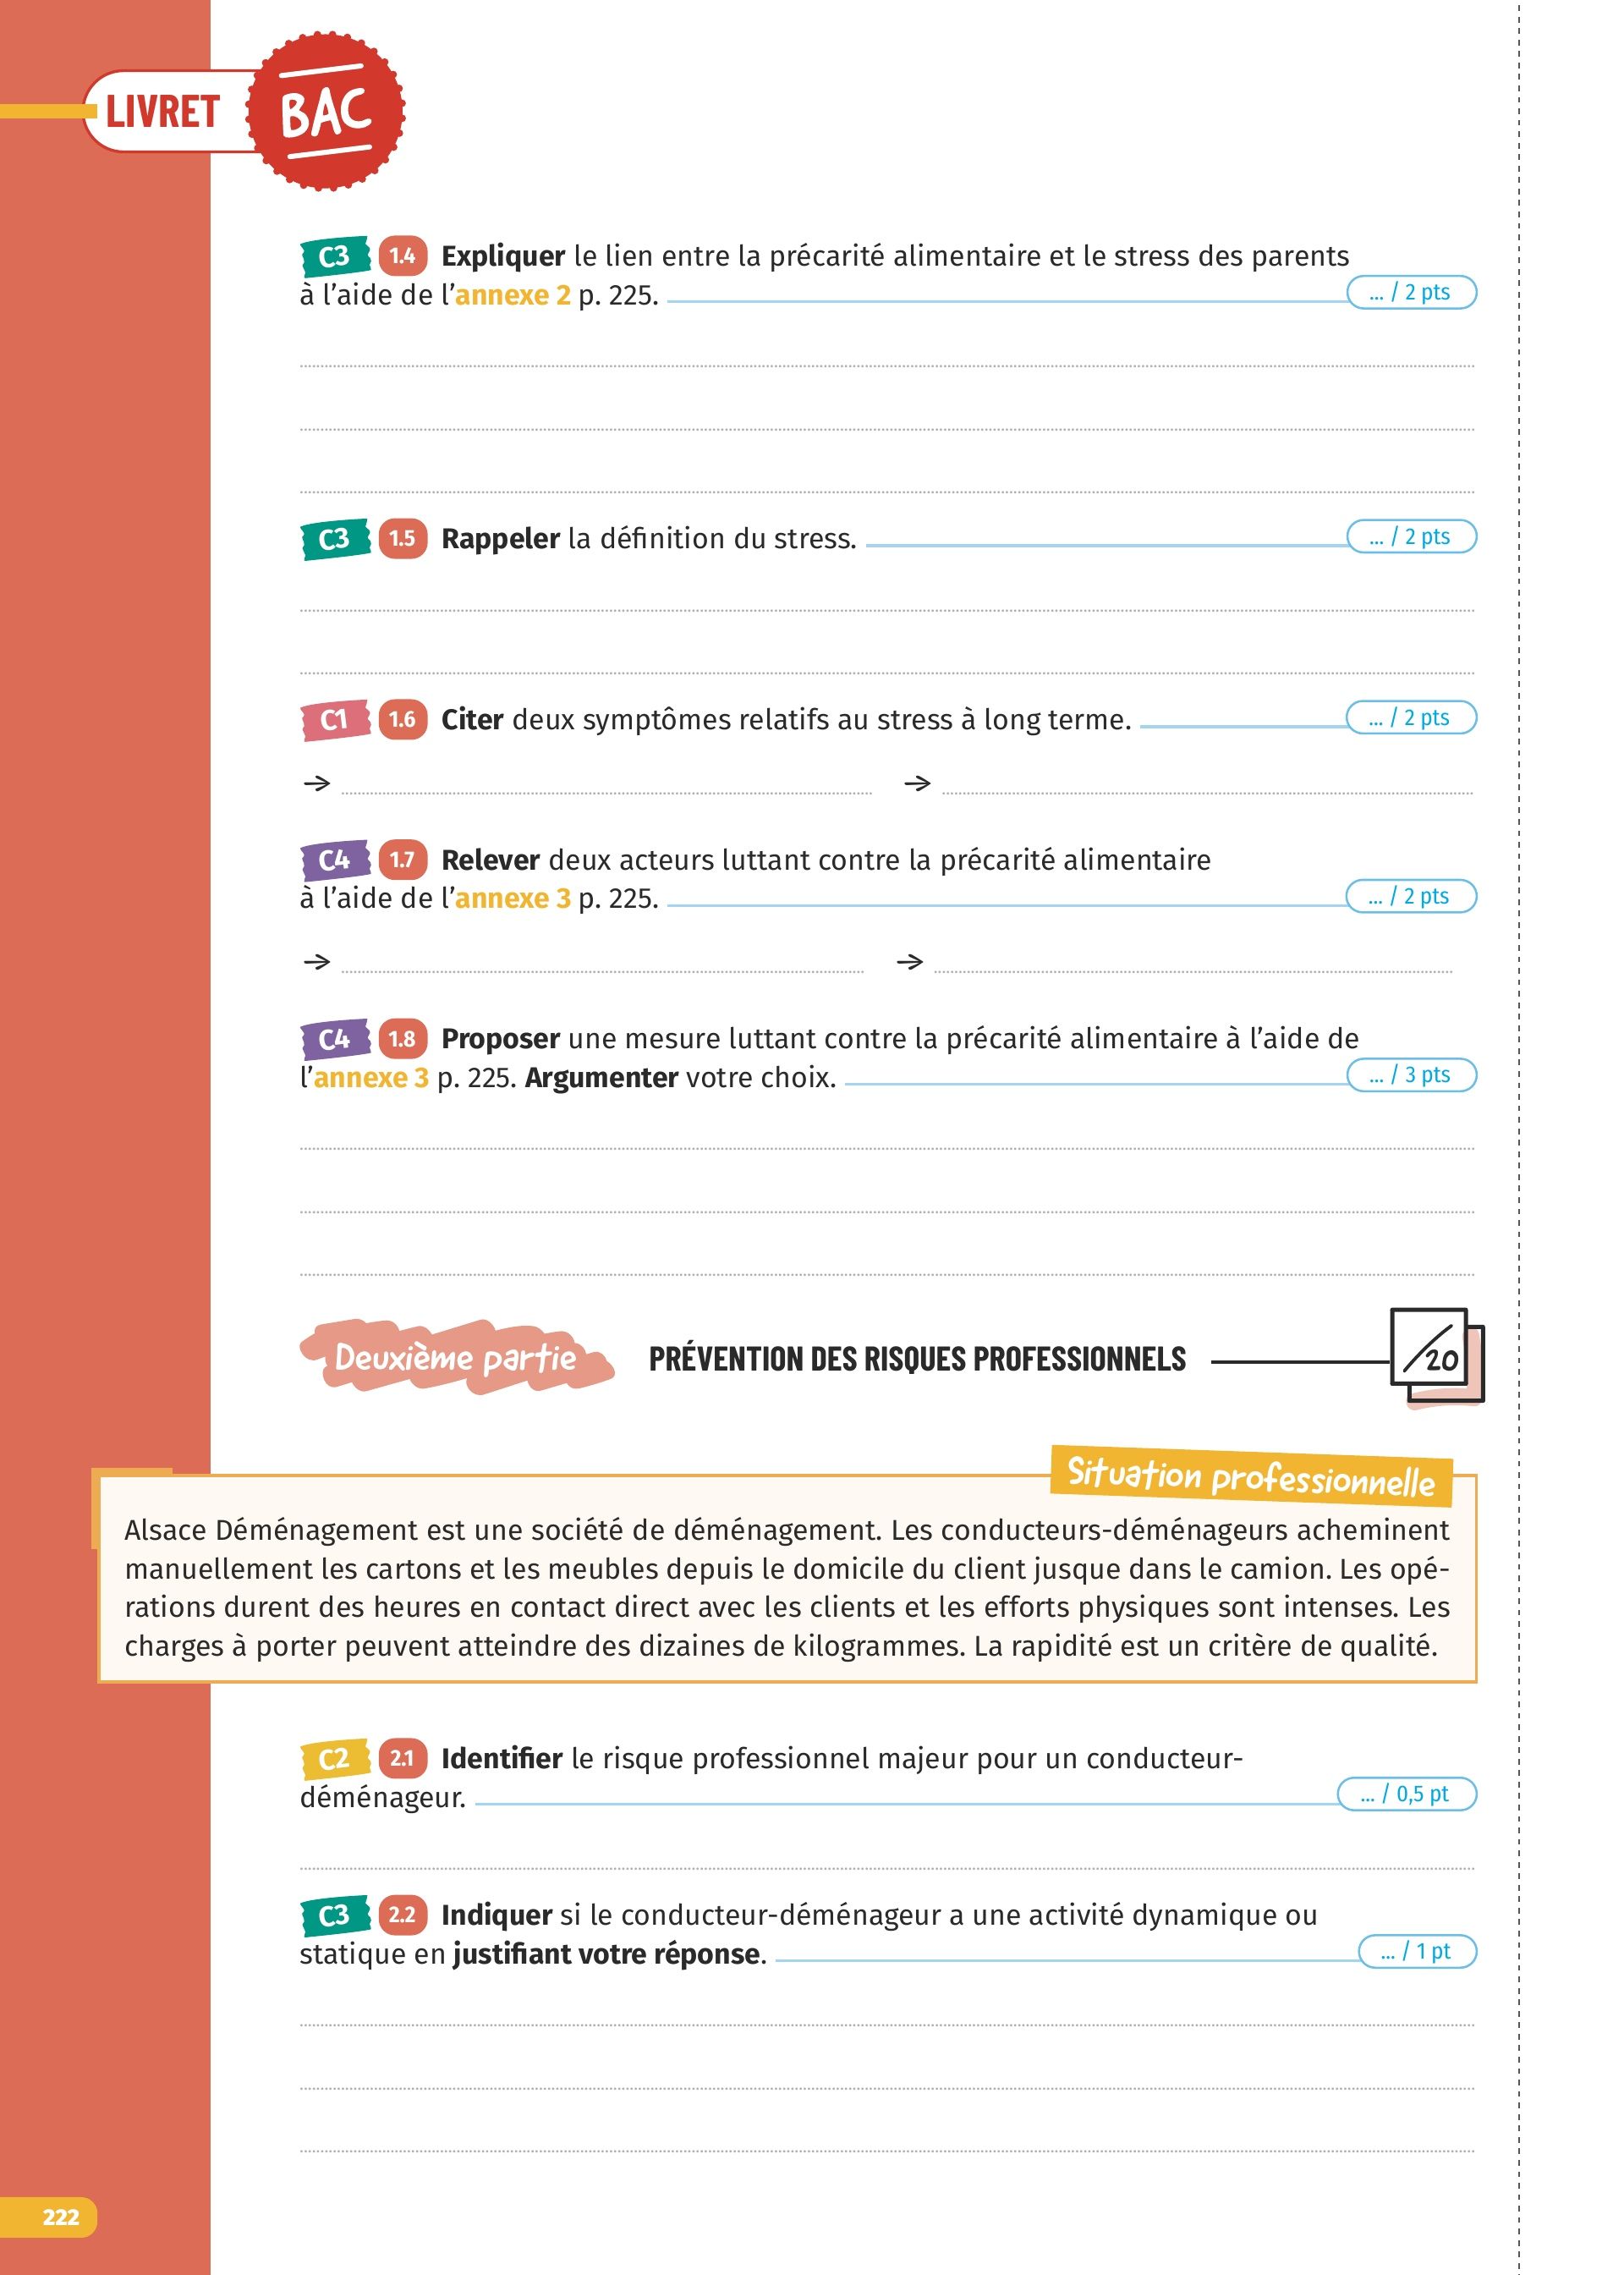 LIVRET BAC
C3 1.4 Expliquer le lien entre la précarité alimentaire et le stress des parents
à l’aide de l’annexe 2 p. 225. ... / 2 pts
C3 1.5 Rappeler la définition du stress. ... / 2 pts
C1 1.6 Citer deux symptômes relatifs au stress à long terme. ... / 2 pts
→ →
C4 1.7 Relever deux acteurs luttant contre la précarité alimentaire
à l’aide de l’annexe 3 p. 225. ... / 2 pts
→ →
C4 1.8 Proposer une mesure luttant contre la précarité alimentaire à l’aide de
l’annexe 3 p. 225. Argumenter votre choix. ... / 3 pts
Deuxième partie PRÉVENTION DES RISQUES PROFESSIONNELS /20
Situation professionnelle
Alsace Déménagement est une société de déménagement. Les conducteurs-déménageurs acheminent
manuellement les cartons et les meubles depuis le domicile du client jusque dans le camion. Les opé-
rations durent des heures en contact direct avec les clients et les efforts physiques sont intenses. Les
charges à porter peuvent atteindre des dizaines de kilogrammes. La rapidité est un critère de qualité.
C2 2.1 Identifier le risque professionnel majeur pour un conducteur-
déménageur. ... / 0,5 pt
C3 2.2 Indiquer si le conducteur-déménageur a une activité dynamique ou
statique en justifiant votre réponse. ... / 1 pt
222